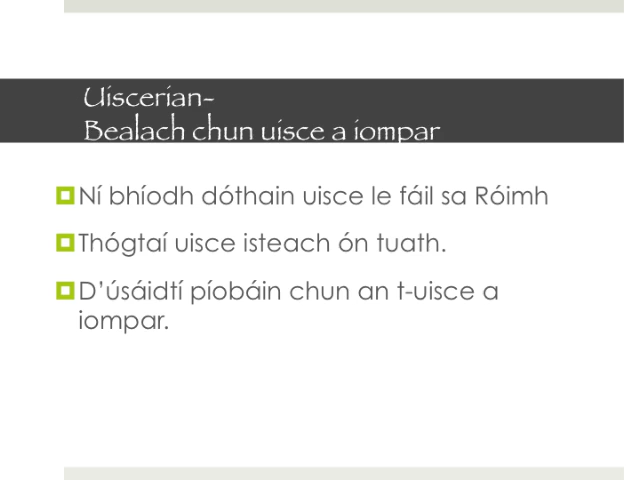 Uiscerian-
Bealach chun uisce a iompar
Ní bhíodh dóthain uisce le fáil sa Róimh
Thógtaí uisce isteach ón tuath.
D’úsáidtí píobáin chun an t-uisce a
iompar.